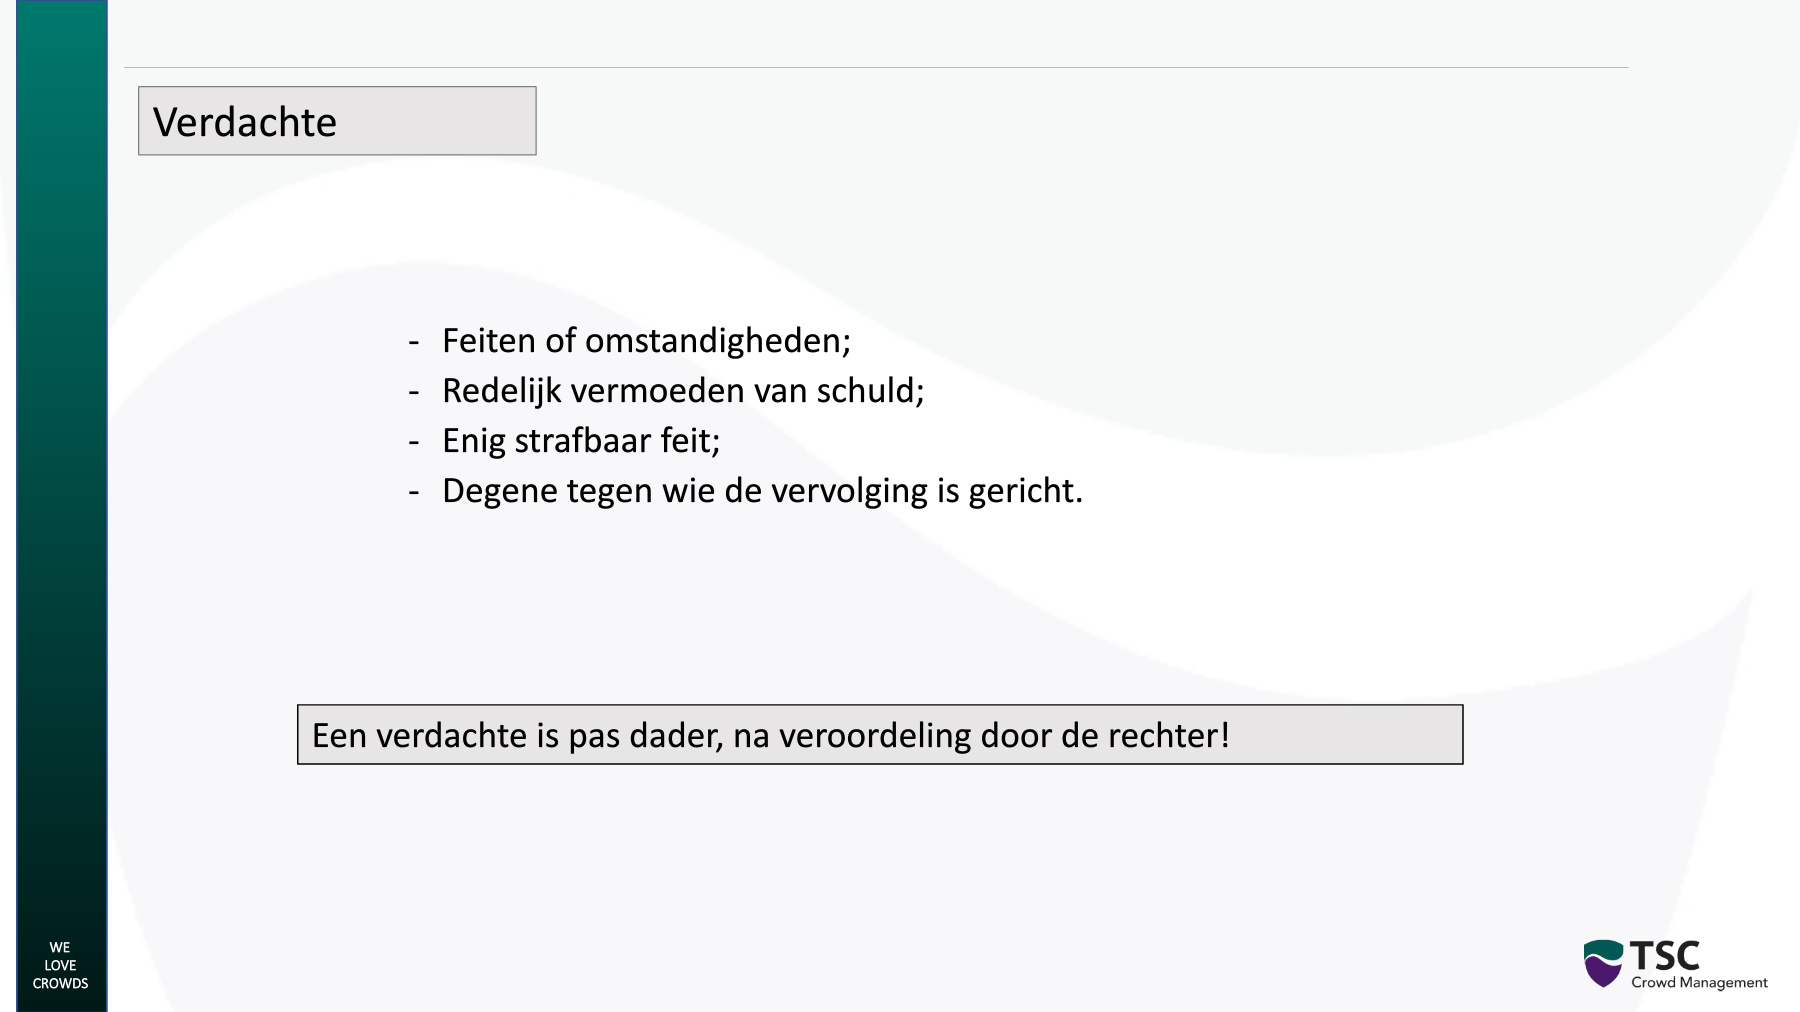 Verdachte
- Feiten of omstandigheden;
- Redelijk vermoeden van schuld;
- Enig strafbaar feit;
- Degene tegen wie de vervolging is gericht.
Een verdachte is pas dader, na veroordeling door de rechter!
WE
LOVE
CROWDS
TSC
Crowd Management